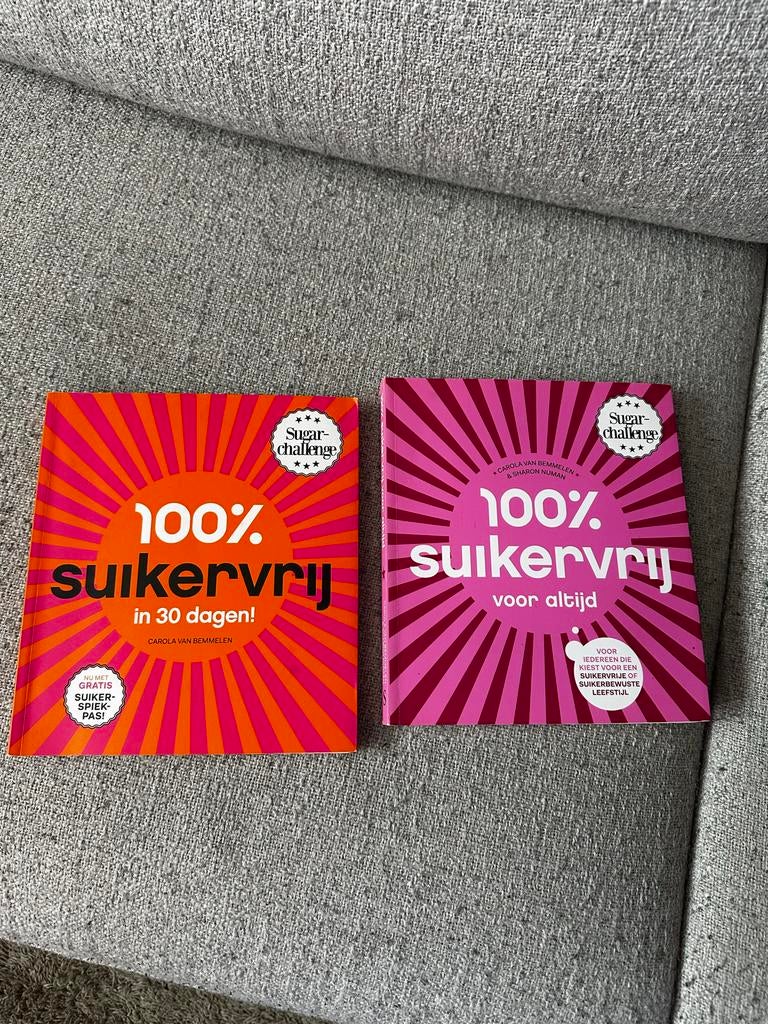 Sugar-
challenge
100%
suikervrij
in 30 dagen!
CAROLA VAN BEMMELEN
NU MET
GRATIS
SUIKER-
SPIEK-
PAS!
Sugar-
challenge
CAROLA VAN BEMMELEN
& SHARON NUMAN
100%
suikervrij
voor altijd
VOOR
IEDEREEN DIE
KIEST VOOR EEN
SUIKERVRIJE OF
SUIKERBEWUSTE
LEEFSTIJL